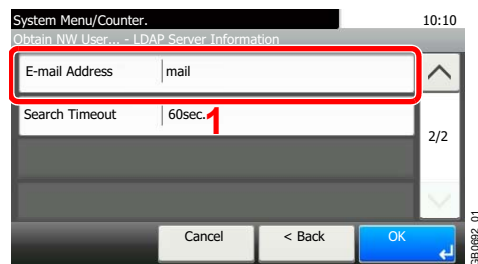 System Menu/Counter. 10:10
Obtain NW User... - LDAP Server Information
E-mail Address mail
Search Timeout 60sec.
1
2/2
Cancel < Back OK
GB0692_01